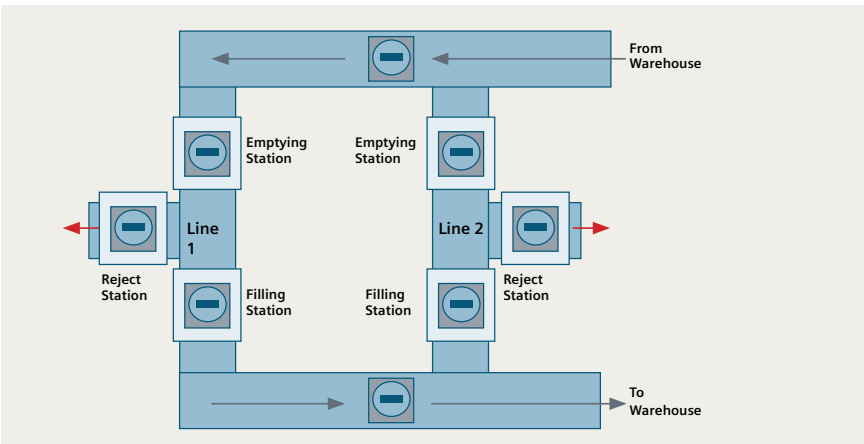 From
Warehouse
Emptying
Station
Emptying
Station
Line
1
Line 2
Reject
Station
Filling
Station
Filling
Station
Reject
Station
To
Warehouse